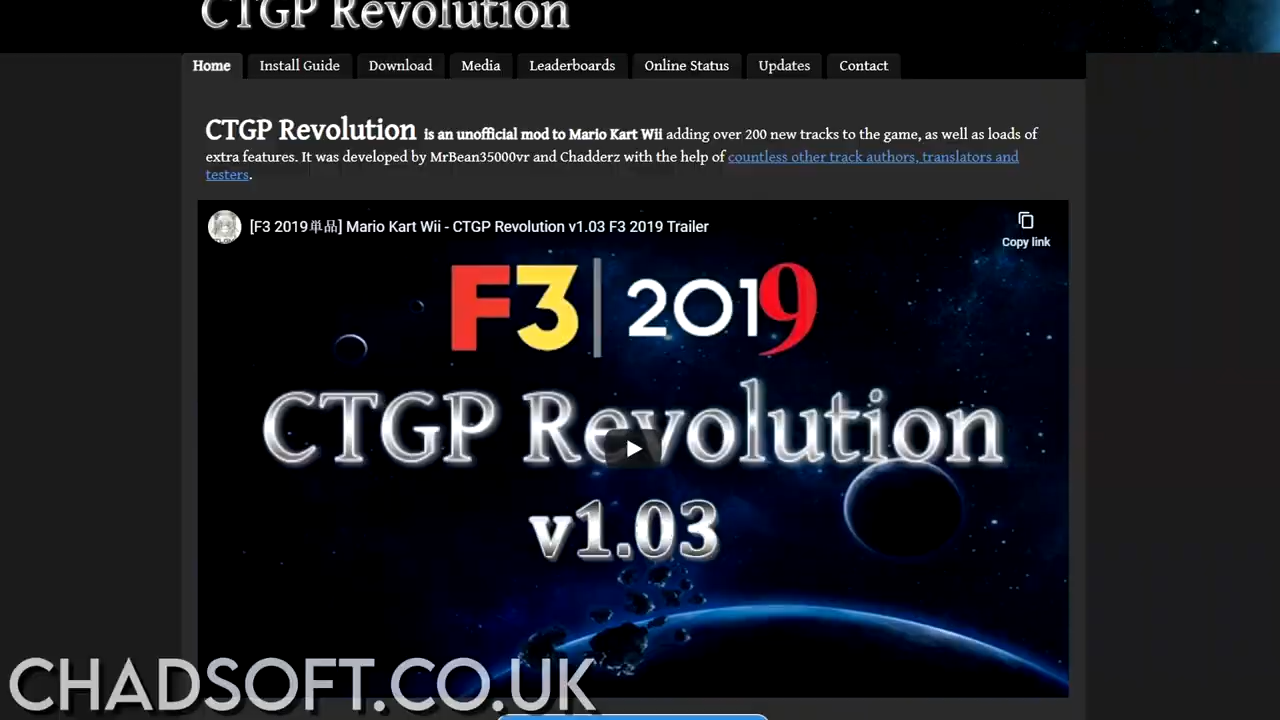 CTGP Revolution
Home Install Guide Download Media Leaderboards Online Status Updates Contact
CTGP Revolution is an unofficial mod to Mario Kart Wii adding over 200 new tracks to the game, as well as loads of
extra features. It was developed by MrBean35000vr and Chadderz with the help of countless other track authors, translators and
testers.
[F3 2019単品] Mario Kart Wii - CTGP Revolution v1.03 F3 2019 Trailer
Copy link
F3 | 2019
CTGP Revolution
v1.03
CHADSOFT.CO.UK